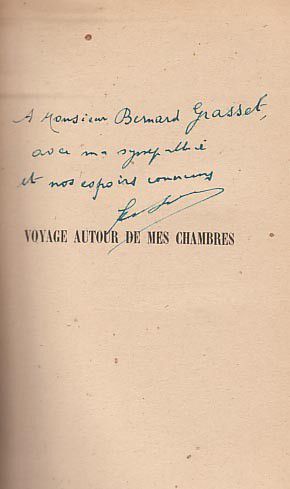 A Monsieur Bernard Grasset,
avec ma sympathie
et nos espoirs communs
VOYAGE AUTOUR DE MES CHAMBRES